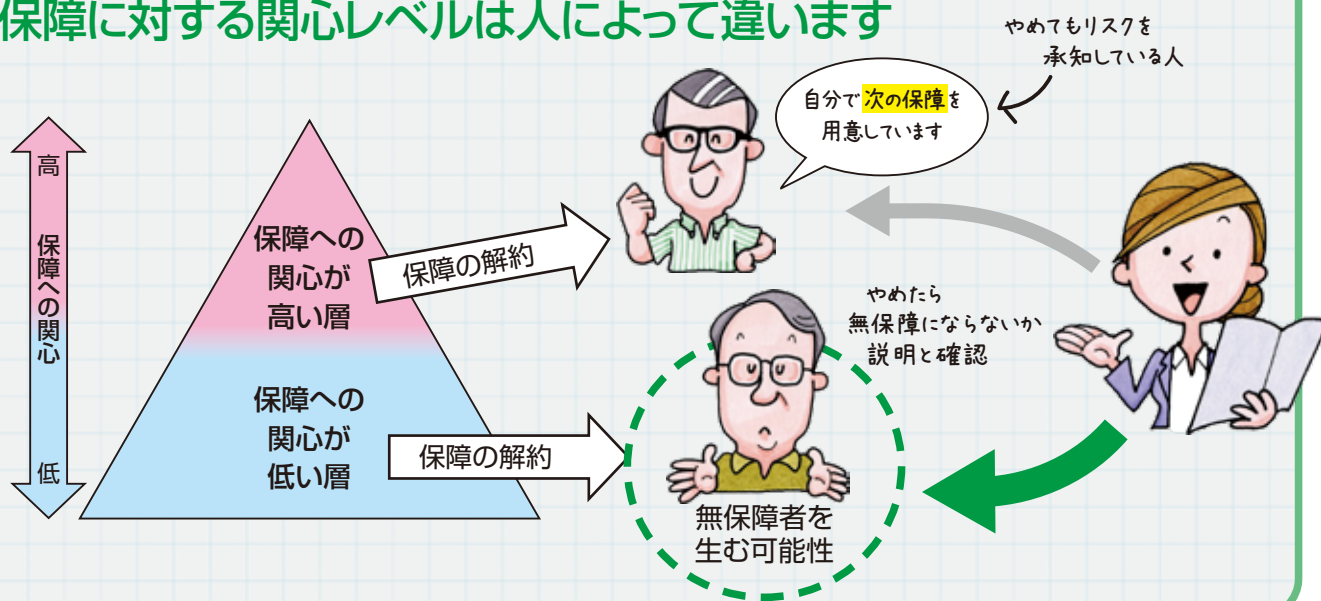 保障に対する関心レベルは人によって違います
やめてもリスクを
承知している人
自分で次の保障を
用意しています
高
保障への関心
低
保障への
関心が
高い層
保障の解約
保障への
関心が
低い層
保障の解約
やめたら
無保障にならないか
説明と確認
無保障者を
生む可能性